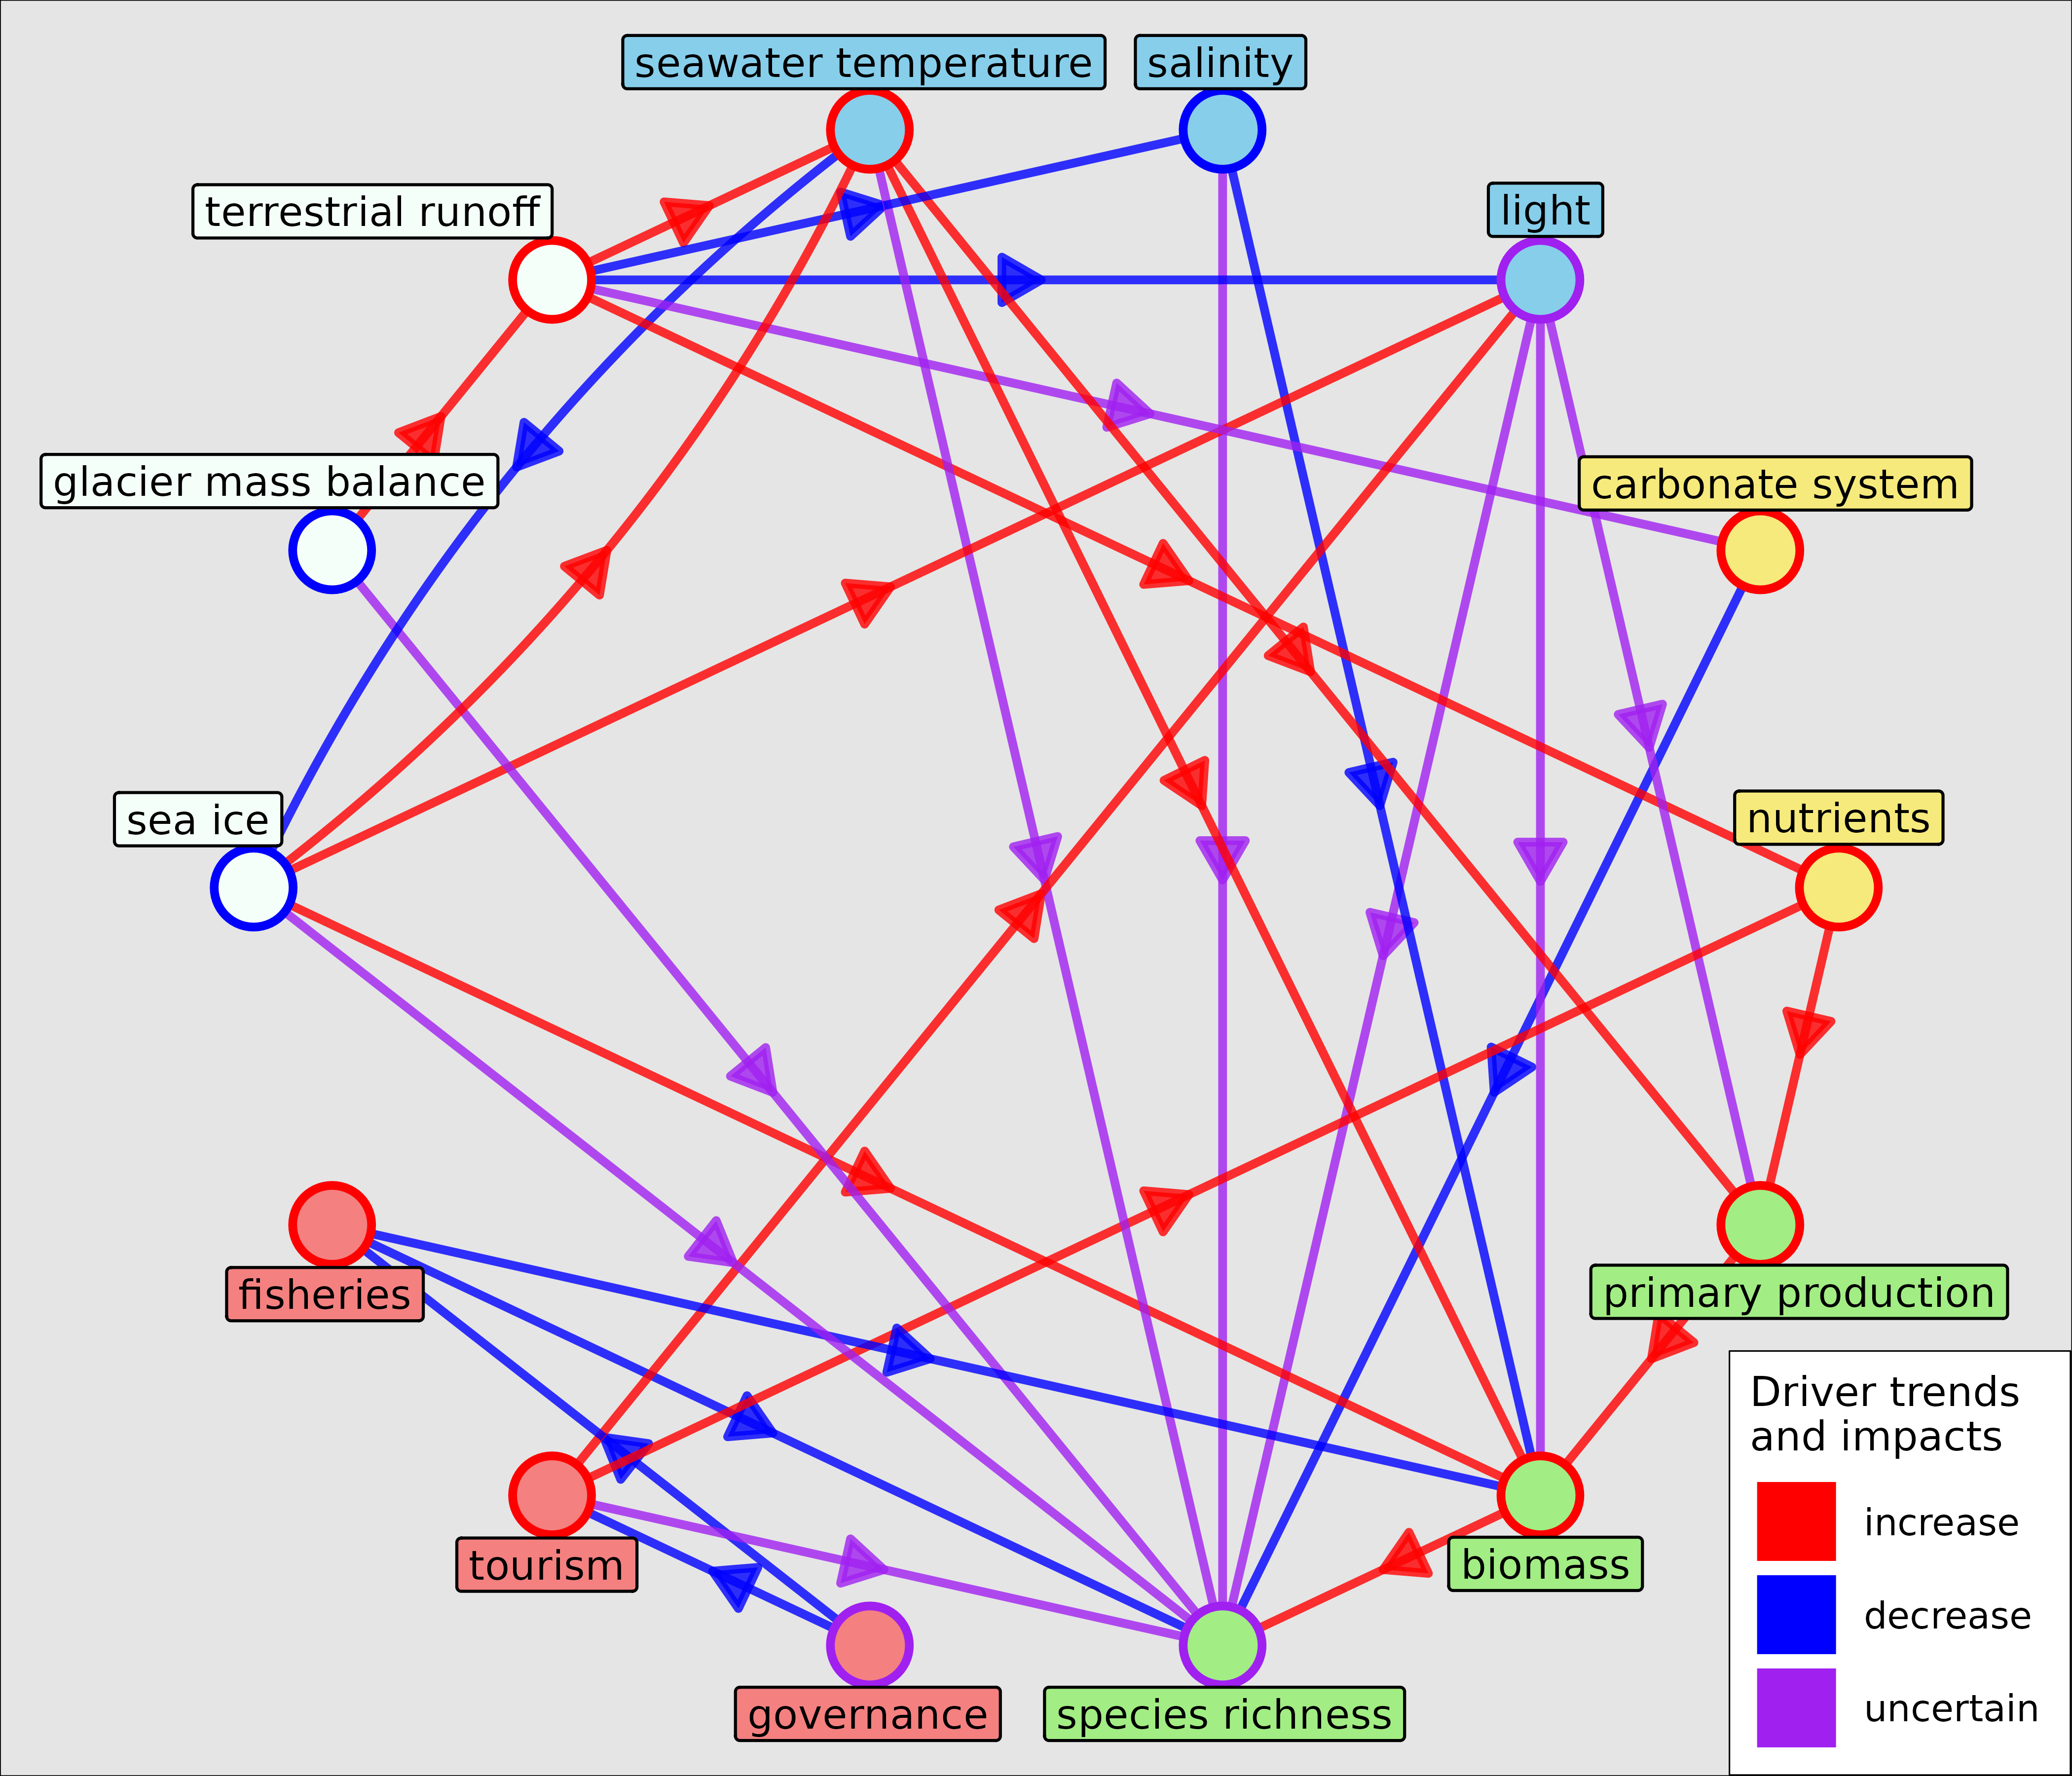 seawater temperature
salinity
terrestrial runoff
light
glacier mass balance
carbonate system
sea ice
nutrients
fisheries
primary production
tourism
biomass
governance
species richness
Driver trends
and impacts
increase
decrease
uncertain